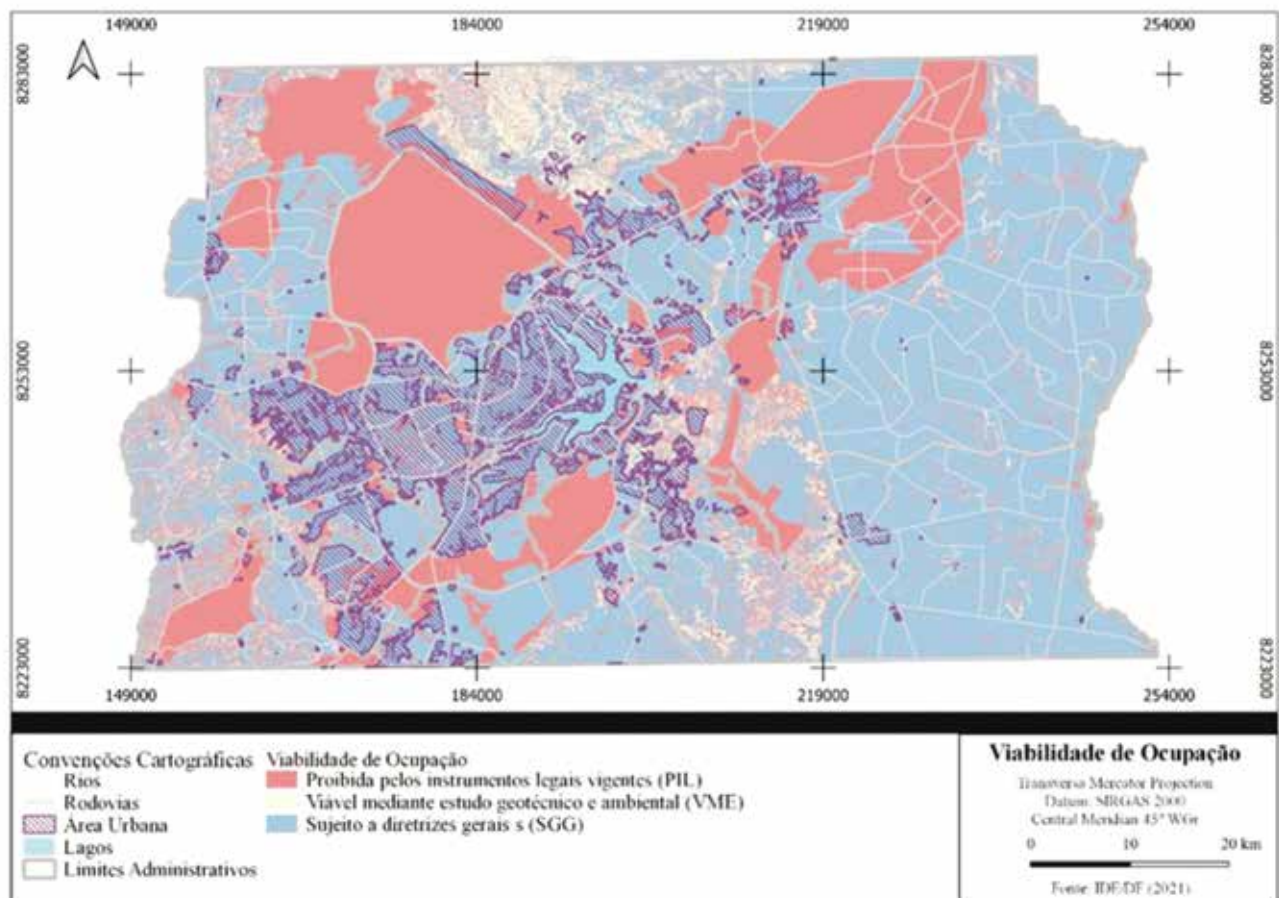 149000 184000 219000 254000
8283000 8283000
8253000 8253000
8223000 8223000
149000 184000 219000 254000
Convenções Cartográficas
Rios
Rodovias
Área Urbana
Lagos
Limites Administrativos
Viabilidade de Ocupação
Proibida pelos instrumentos legais vigentes (PIL)
Viável mediante estudo geotécnico e ambiental (VME)
Sujeito a diretrizes gerais s (SGG)
Viabilidade de Ocupação
Transverso Mercator Projection
Datum: SIRGAS 2000
Central Meridian 45° WGr
0 10 20 km
Fonte: IDE/DF (2021)